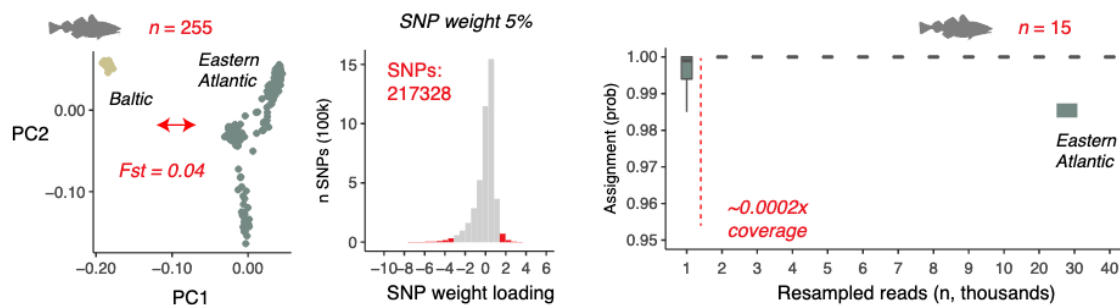 n = 255
Baltic
Eastern
Atlantic
Fst = 0.04
PC2
0.00
−0.10
−0.20
−0.10
0.00
PC1
SNP weight 5%
SNPs:
217328
n SNPs (100k)
15
10
5
0
−10
−8
−6
−4
−2
0
2
4
6
SNP weight loading
n = 15
Assignment (prob)
1.00
0.99
0.98
0.97
0.96
0.95
~0.0002x
coverage
Eastern
Atlantic
1 2 3 4 5 6 7 8 9 10 20 30 40
Resampled reads (n, thousands)